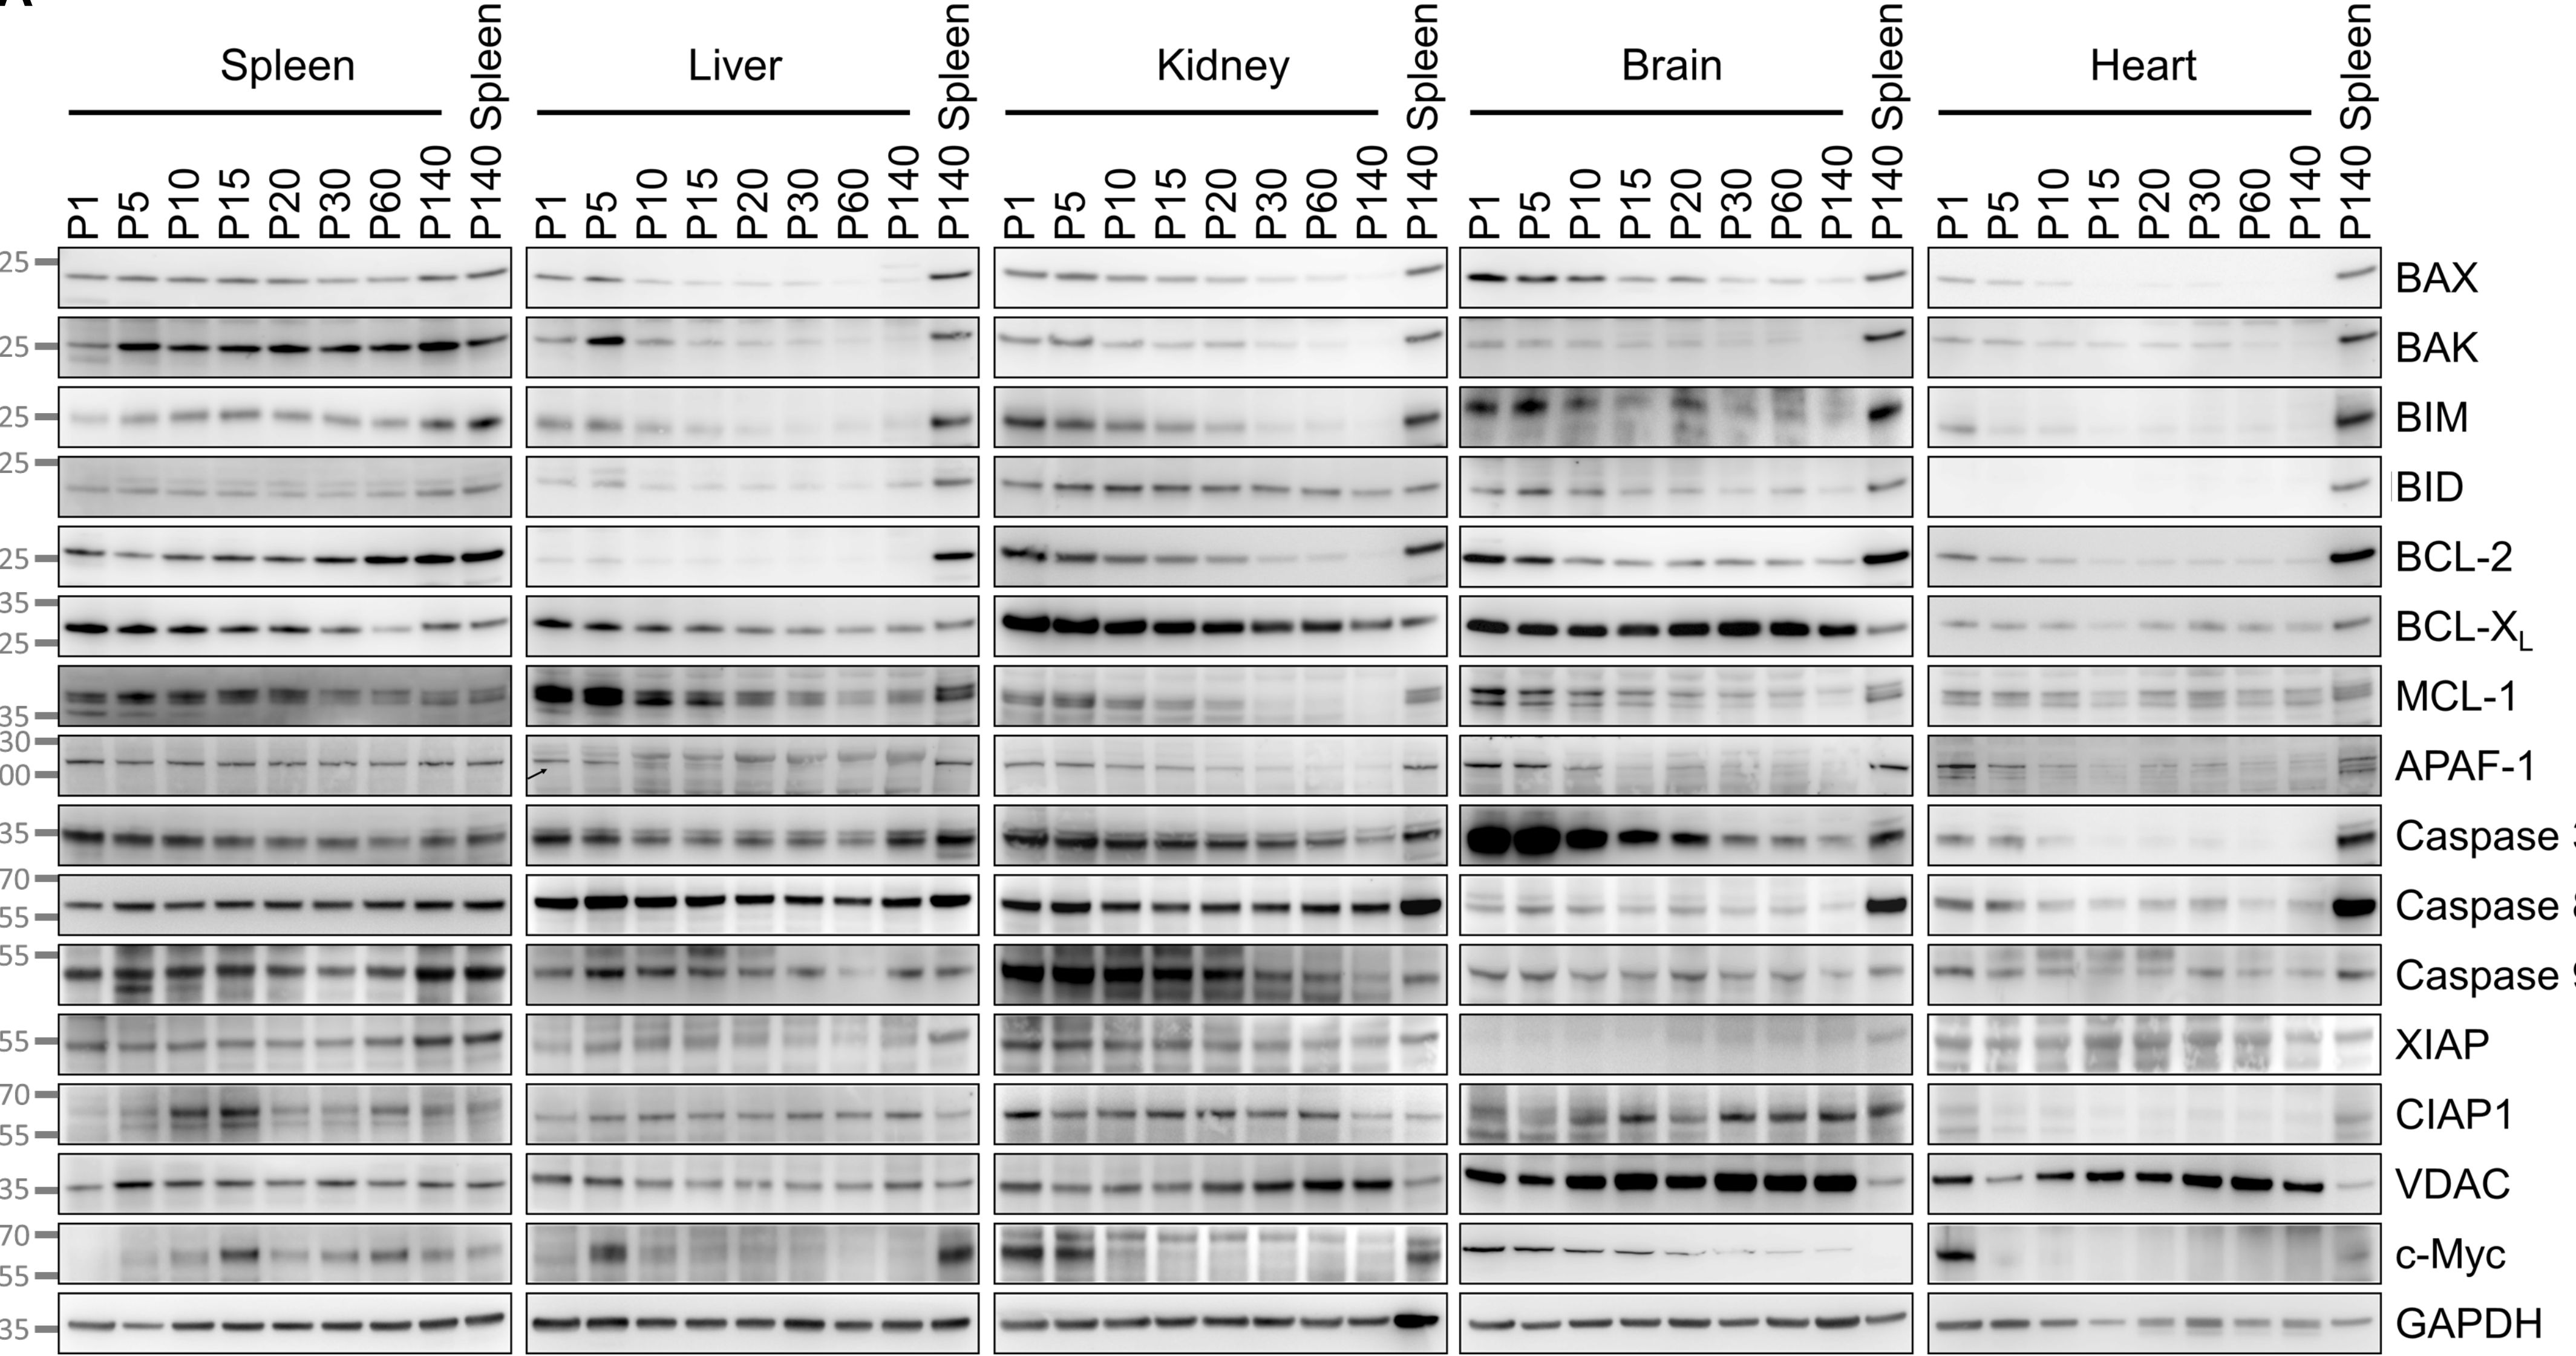 Spleen Liver Kidney Brain Heart
P1 P5 P10 P15 P20 P30 P60 P140 P140 Spleen
P1 P5 P10 P15 P20 P30 P60 P140 P140 Spleen
P1 P5 P10 P15 P20 P30 P60 P140 P140 Spleen
P1 P5 P10 P15 P20 P30 P60 P140 P140 Spleen
P1 P5 P10 P15 P20 P30 P60 P140 P140 Spleen
25 BAX
25 BAK
25 BIM
25 BID
25 BCL-2
35
25 BCL-XL
35 MCL-1
30
00 APAF-1
35 Caspase
70
55 Caspase
55 Caspase
55 XIAP
70
55 CIAP1
35 VDAC
70
55 c-Myc
35 GAPDH